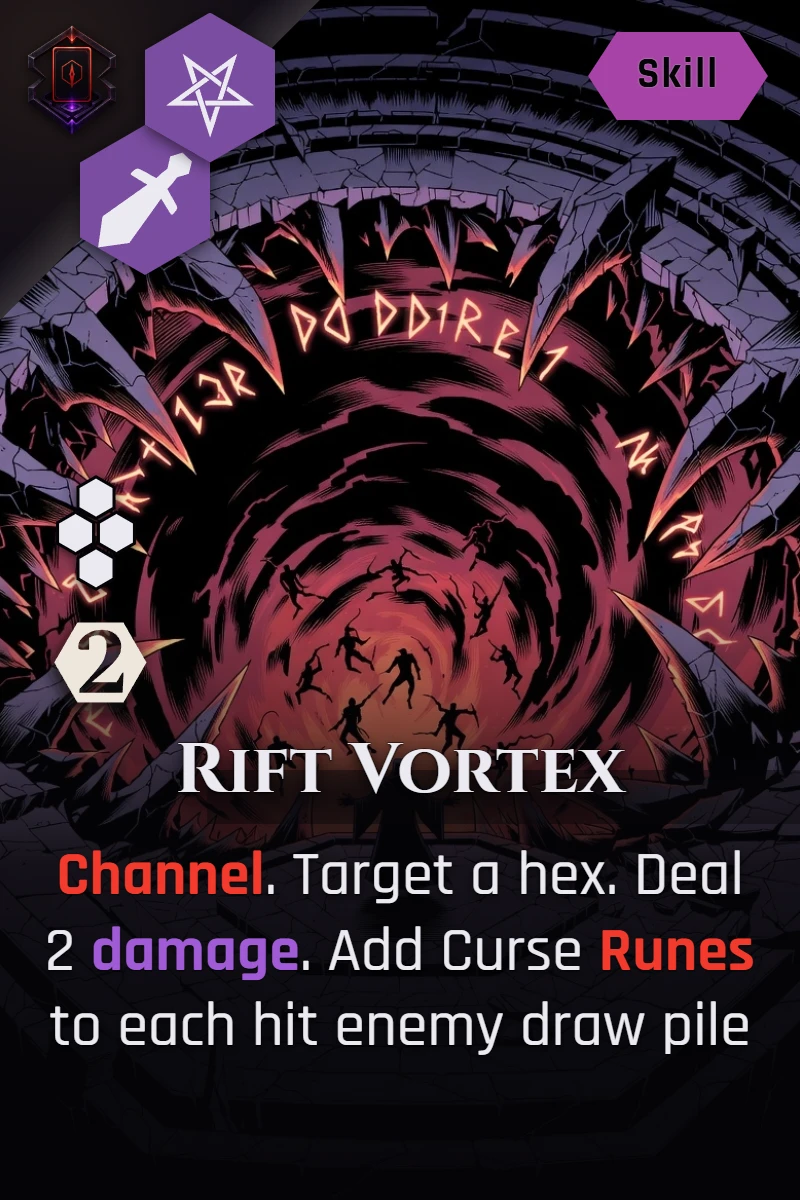 Skill
2
Rift Vortex
Channel. Target a hex. Deal
2 damage. Add Curse Runes
to each hit enemy draw pile